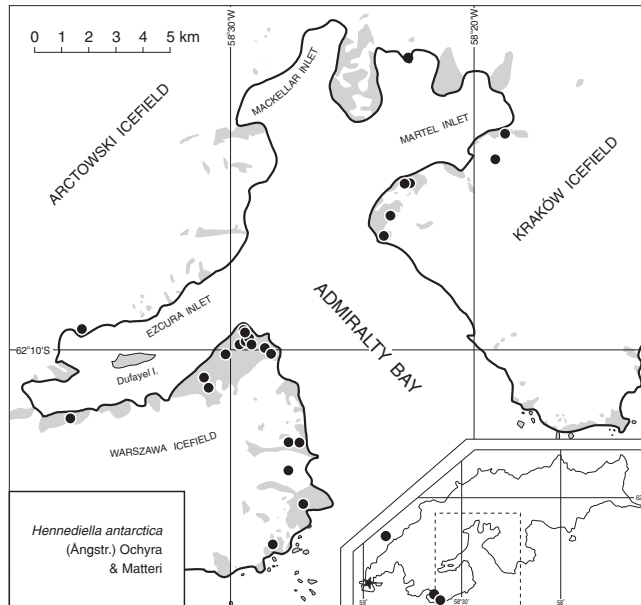 0 1 2 3 4 5 km
58°30'W
58°20'W
MACKELLAR INLET
MARTEL INLET
ARCTOWSKI ICEFIELD
KRAKÓW ICEFIELD
EZCURA INLET
ADMIRALTY BAY
62°10'S
Dufayel I.
WARSZAWA ICEFIELD
Hennediella antarctica
(Ångstr.) Ochyra
& Matteri
62
59°
58°30'
58°